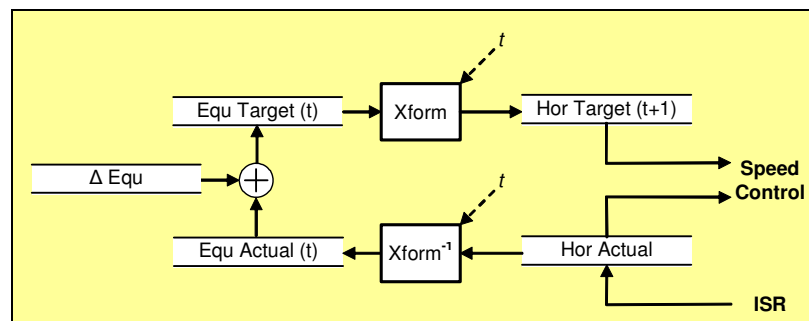 t
Equ Target (t)
Xform
Hor Target (t+1)
Δ Equ
+
Speed
Control
t
Equ Actual (t)
Xform⁻¹
Hor Actual
ISR